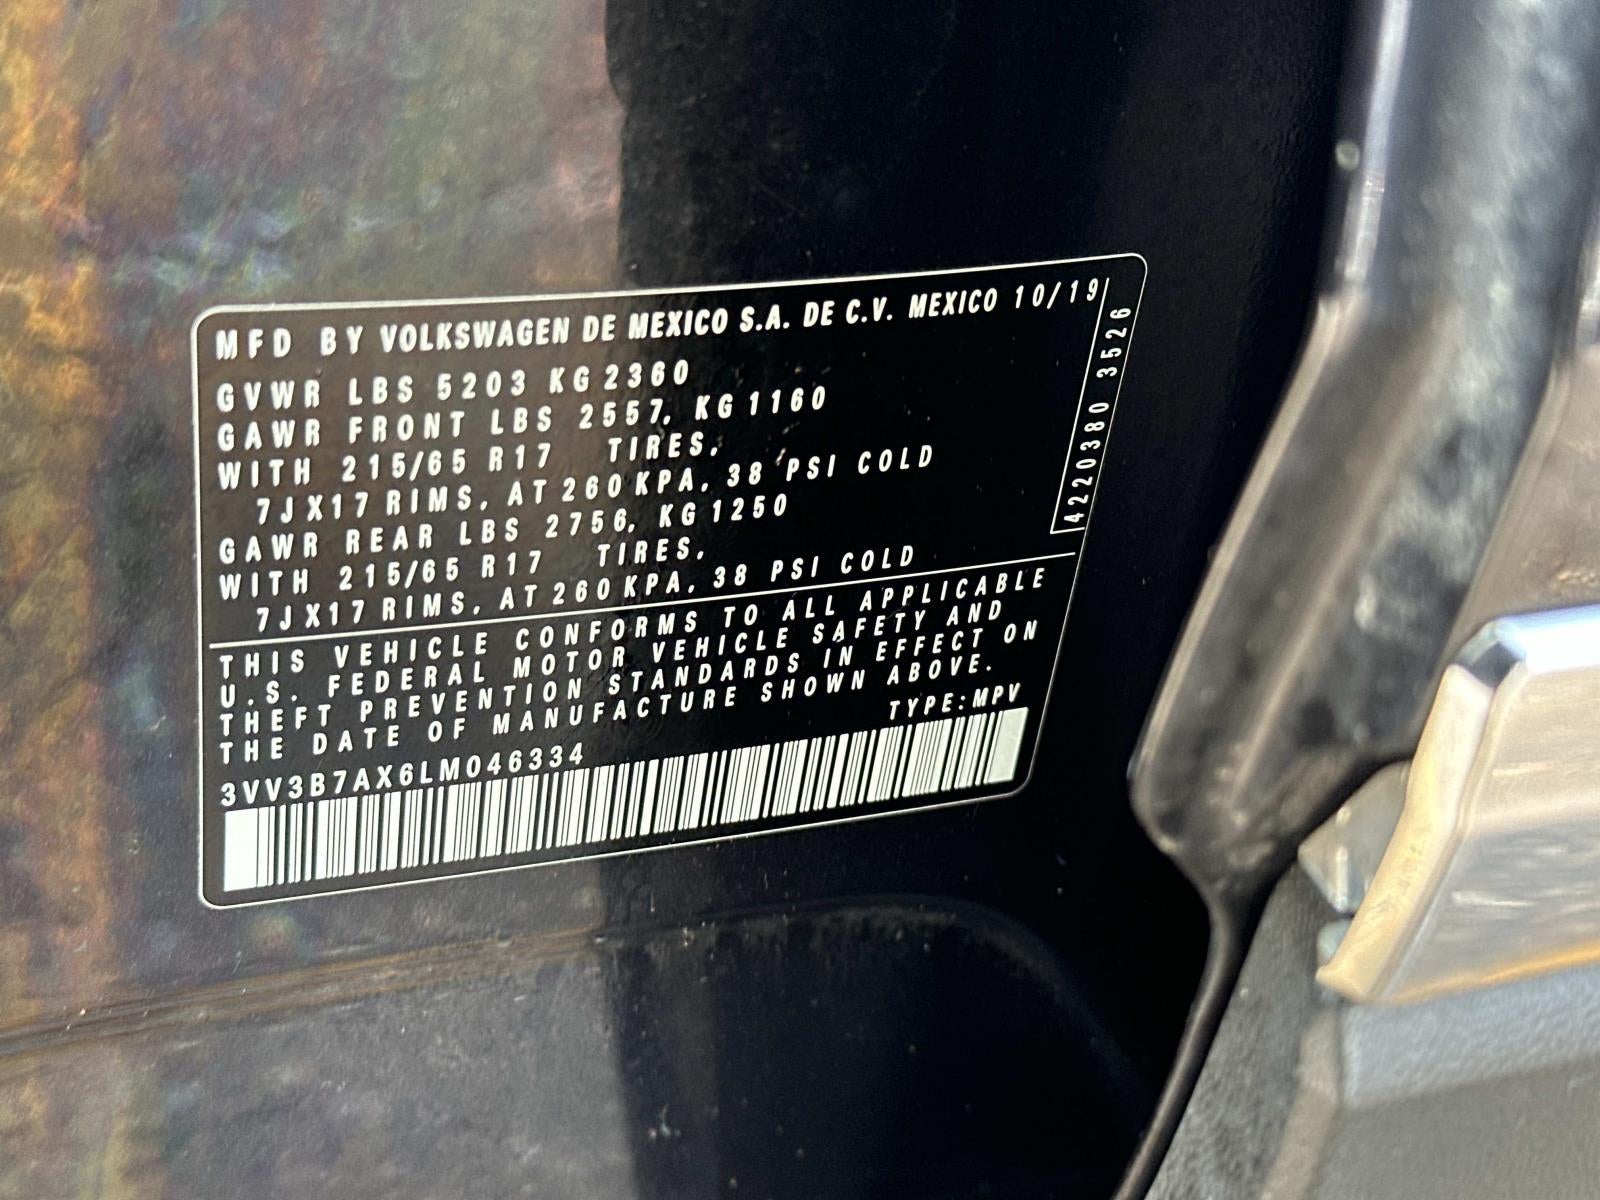 MFD BY VOLKSWAGEN DE MEXICO S.A. DE C.V. MEXICO 10/19
GVWR LBS 5203 KG 2360
GAWR FRONT LBS 2557, KG 1160
WITH 215/65 R17 TIRES,
7JX17 RIMS, AT 260 KPA, 38 PSI COLD
GAWR REAR LBS 2756, KG 1250
WITH 215/65 R17 TIRES,
7JX17 RIMS, AT 260 KPA, 38 PSI COLD
4220380 3526
THIS VEHICLE CONFORMS TO ALL APPLICABLE
U.S. FEDERAL MOTOR VEHICLE SAFETY AND
THEFT PREVENTION STANDARDS IN EFFECT ON
THE DATE OF MANUFACTURE SHOWN ABOVE.
TYPE:MPV
3VV3B7AX6LM046334